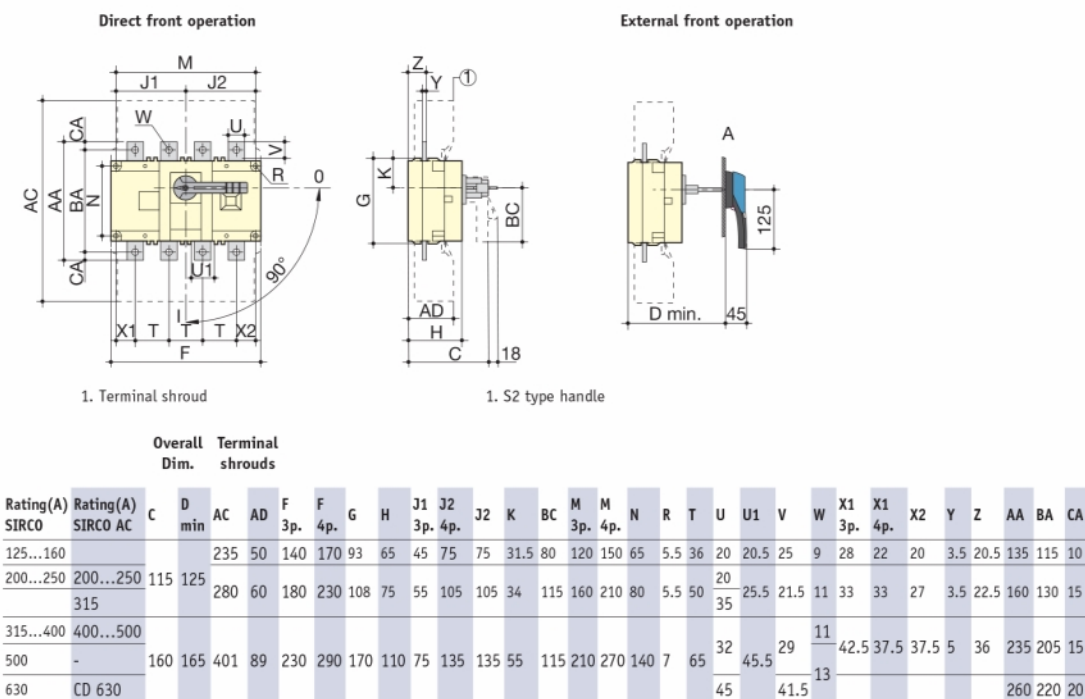 Direct front operation
External front operation
M
J1 J2
W
U
V
R
0
CA
AC
AA
BA
N
CA
U1
90°
I
X1 T T T X2
F
Z
Y
1
K
G
BC
AD
H
C 18
A
125
D min. 45
1. Terminal shroud
1. S2 type handle
Overall Dim.
Terminal shrouds
Rating(A) SIRCO Rating(A) SIRCO AC C D min AC AD F 3p. F 4p. G H J1 3p. J2 4p. J2 K BC M 3p. M 4p. N R T U U1 V W X1 3p. X1 4p. X2 Y Z AA BA CA
125...160 235 50 140 170 93 65 45 75 75 31.5 80 120 150 65 5.5 36 20 20.5 25 9 28 22 20 3.5 20.5 135 115 10
200...250 200...250 115 125 280 60 180 230 108 75 55 105 105 34 115 160 210 80 5.5 50 20 25.5 21.5 11 33 33 27 3.5 22.5 160 130 15
315 35
315...400 400...500 11
500 - 160 165 401 89 230 290 170 110 75 135 135 55 115 210 270 140 7 65 32 45.5 29 13 42.5 37.5 37.5 5 36 235 205 15
630 CD 630 45 41.5 260 220 20